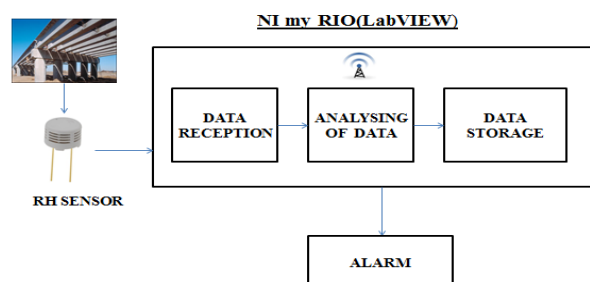 NI my RIO(LabVIEW)
DATA
RECEPTION
ANALYSING
OF DATA
DATA
STORAGE
RH SENSOR
ALARM